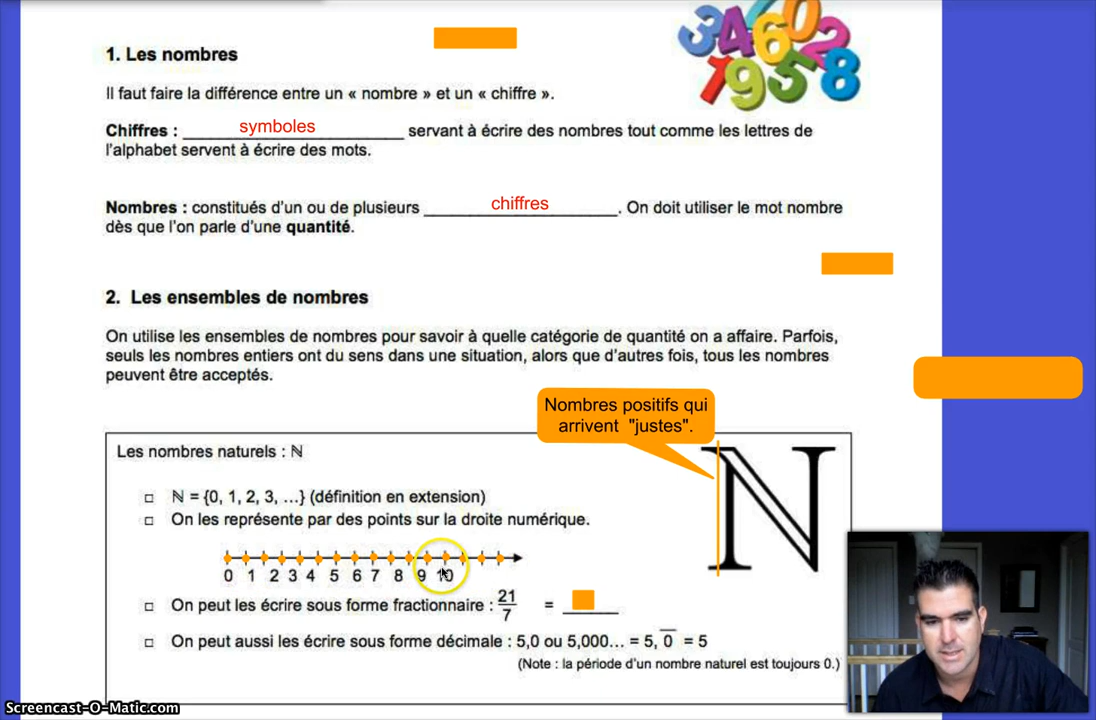 34602
1958
1. Les nombres
Il faut faire la différence entre un « nombre » et un « chiffre ».
Chiffres : symboles servant à écrire des nombres tout comme les lettres de
l'alphabet servent à écrire des mots.
Nombres : constitués d'un ou de plusieurs chiffres. On doit utiliser le mot nombre
dès que l'on parle d'une quantité.
2. Les ensembles de nombres
On utilise les ensembles de nombres pour savoir à quelle catégorie de quantité on a affaire. Parfois,
seuls les nombres entiers ont du sens dans une situation, alors que d'autres fois, tous les nombres
peuvent être acceptés.
Nombres positifs qui
arrivent "justes".
Les nombres naturels : ℕ
ℕ
ℕ = {0, 1, 2, 3, …} (définition en extension)
On les représente par des points sur la droite numérique.
0 1 2 3 4 5 6 7 8 9 10
On peut les écrire sous forme fractionnaire : 21/7 =
On peut aussi les écrire sous forme décimale : 5,0 ou 5,000… = 5, 0̅ = 5
(Note : la période d'un nombre naturel est toujours 0.)
Screencast-O-Matic.com